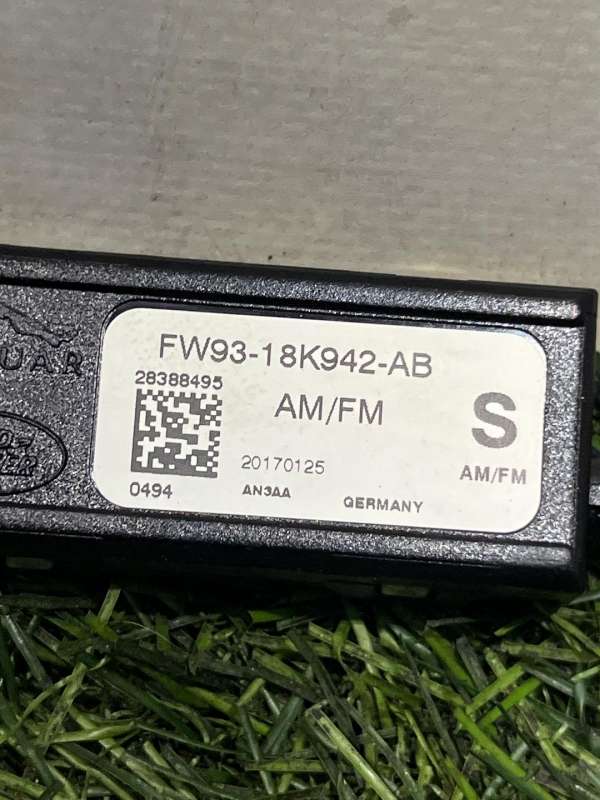 FW93-18K942-AB
28388495
AM/FM
S
20170125
AM/FM
0494
AN3AA
GERMANY